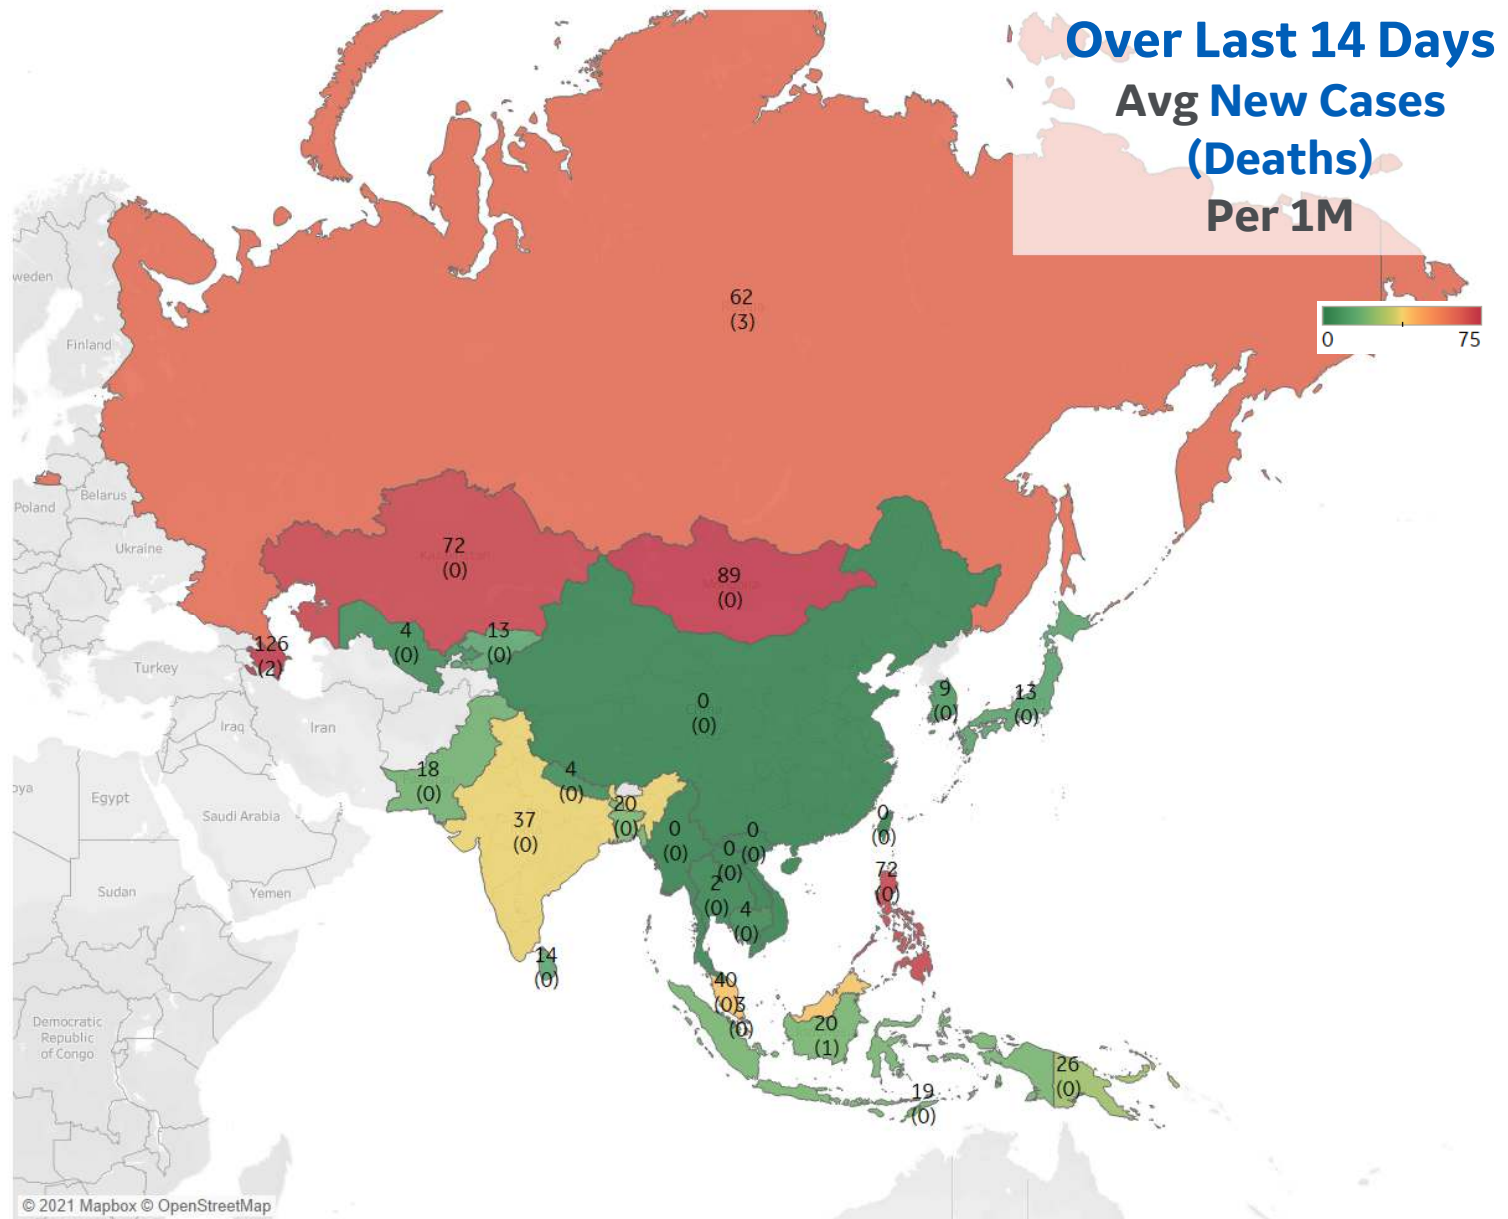 Over Last 14 Days
Avg New Cases
(Deaths)
Per 1M
0 75
62
(3)
weden
Finland
Belarus
Poland
Ukraine
72
(0)
89
(0)
4
(0)
13
(0)
126
(2)
Turkey
Iraq
Iran
0
(0)
9
(0)
13
(0)
18
(0)
4
(0)
20
(0)
37
(0)
oya
Egypt
Saudi Arabia
0
(0)
0
(0)
0
(0)
0
(0)
2
(0)
4
(0)
72
(0)
Sudan
Yemen
14
(0)
40
(0)
3
(0)
20
(1)
26
(0)
19
(0)
Democratic
Republic
of Congo
© 2021 Mapbox © OpenStreetMap